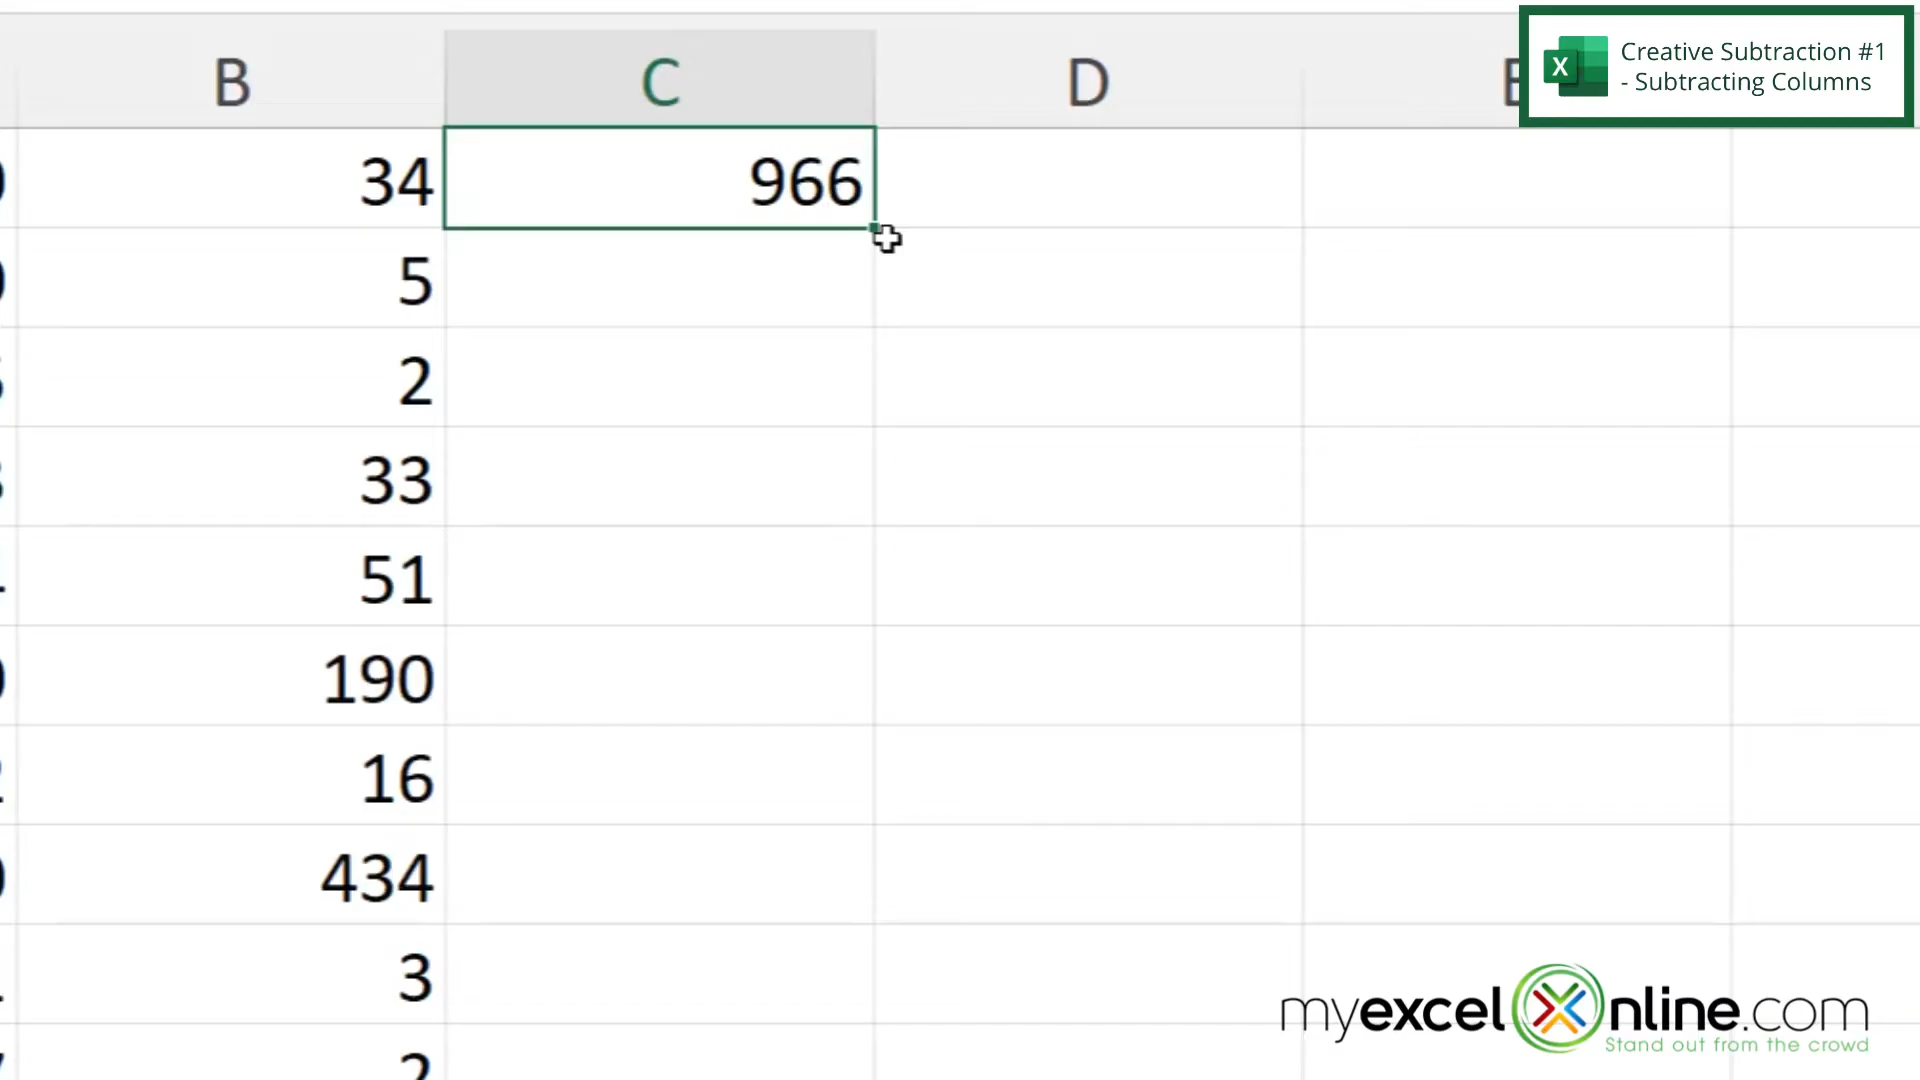 Creative Subtraction #1
- Subtracting Columns
X
B C D
34 966
5
2
33
51
190
16
434
3
2
myexcelonline.com
Stand out from the crowd